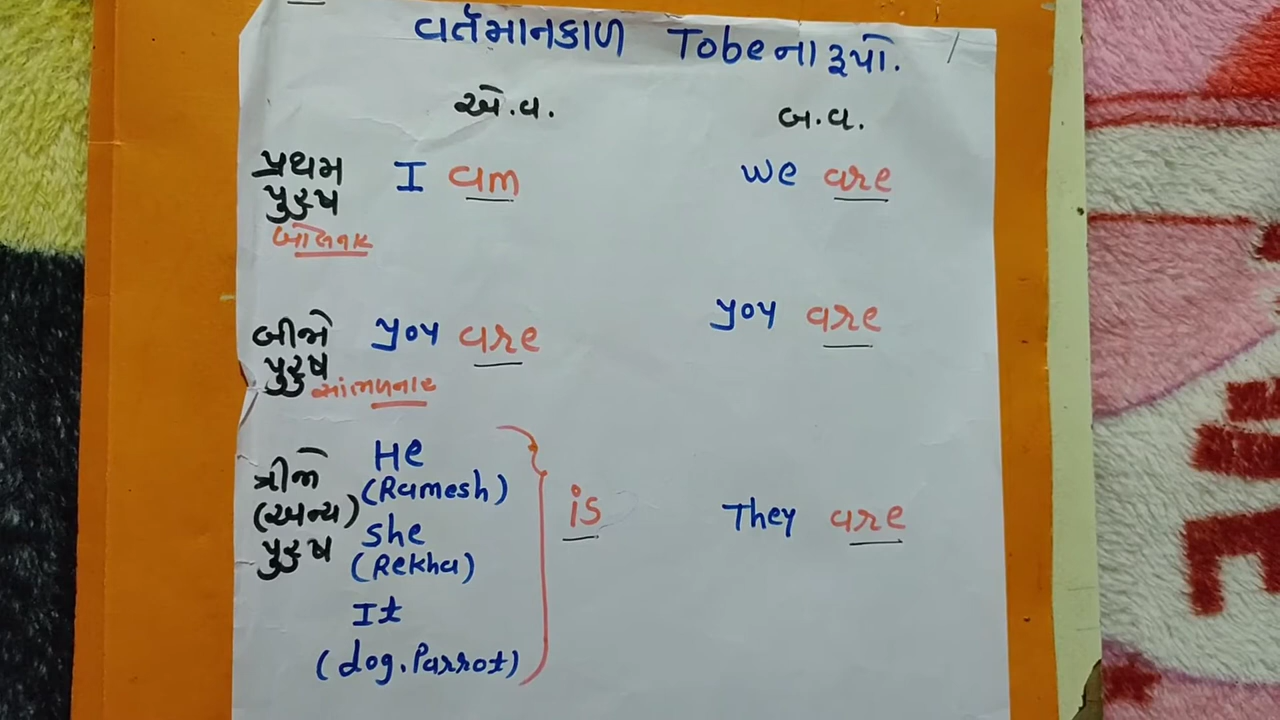 વર્તમાનકાળ Tobeના રૂપો.
એ.વ. બ.વ.
પ્રથમ પુરુષ I am We are
બોલનાર
બીજો પુરુષ you are you are
સાંભળનાર
ત્રીજો He
(અન્ય) (Ramesh) is They are
પુરુષ She
(Rekha)
It
(dog. Parrot)